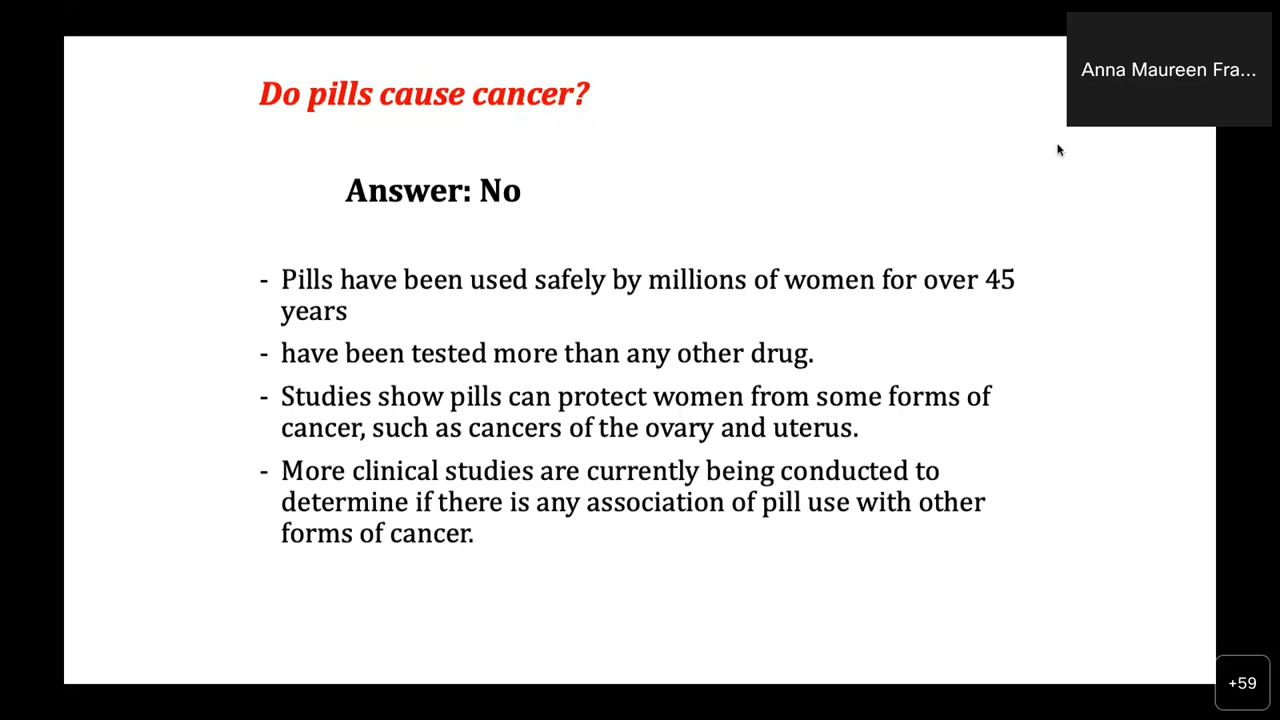 Anna Maureen Fra...
Do pills cause cancer?
Answer: No
- Pills have been used safely by millions of women for over 45
years
- have been tested more than any other drug.
- Studies show pills can protect women from some forms of
cancer, such as cancers of the ovary and uterus.
- More clinical studies are currently being conducted to
determine if there is any association of pill use with other
forms of cancer.
+59